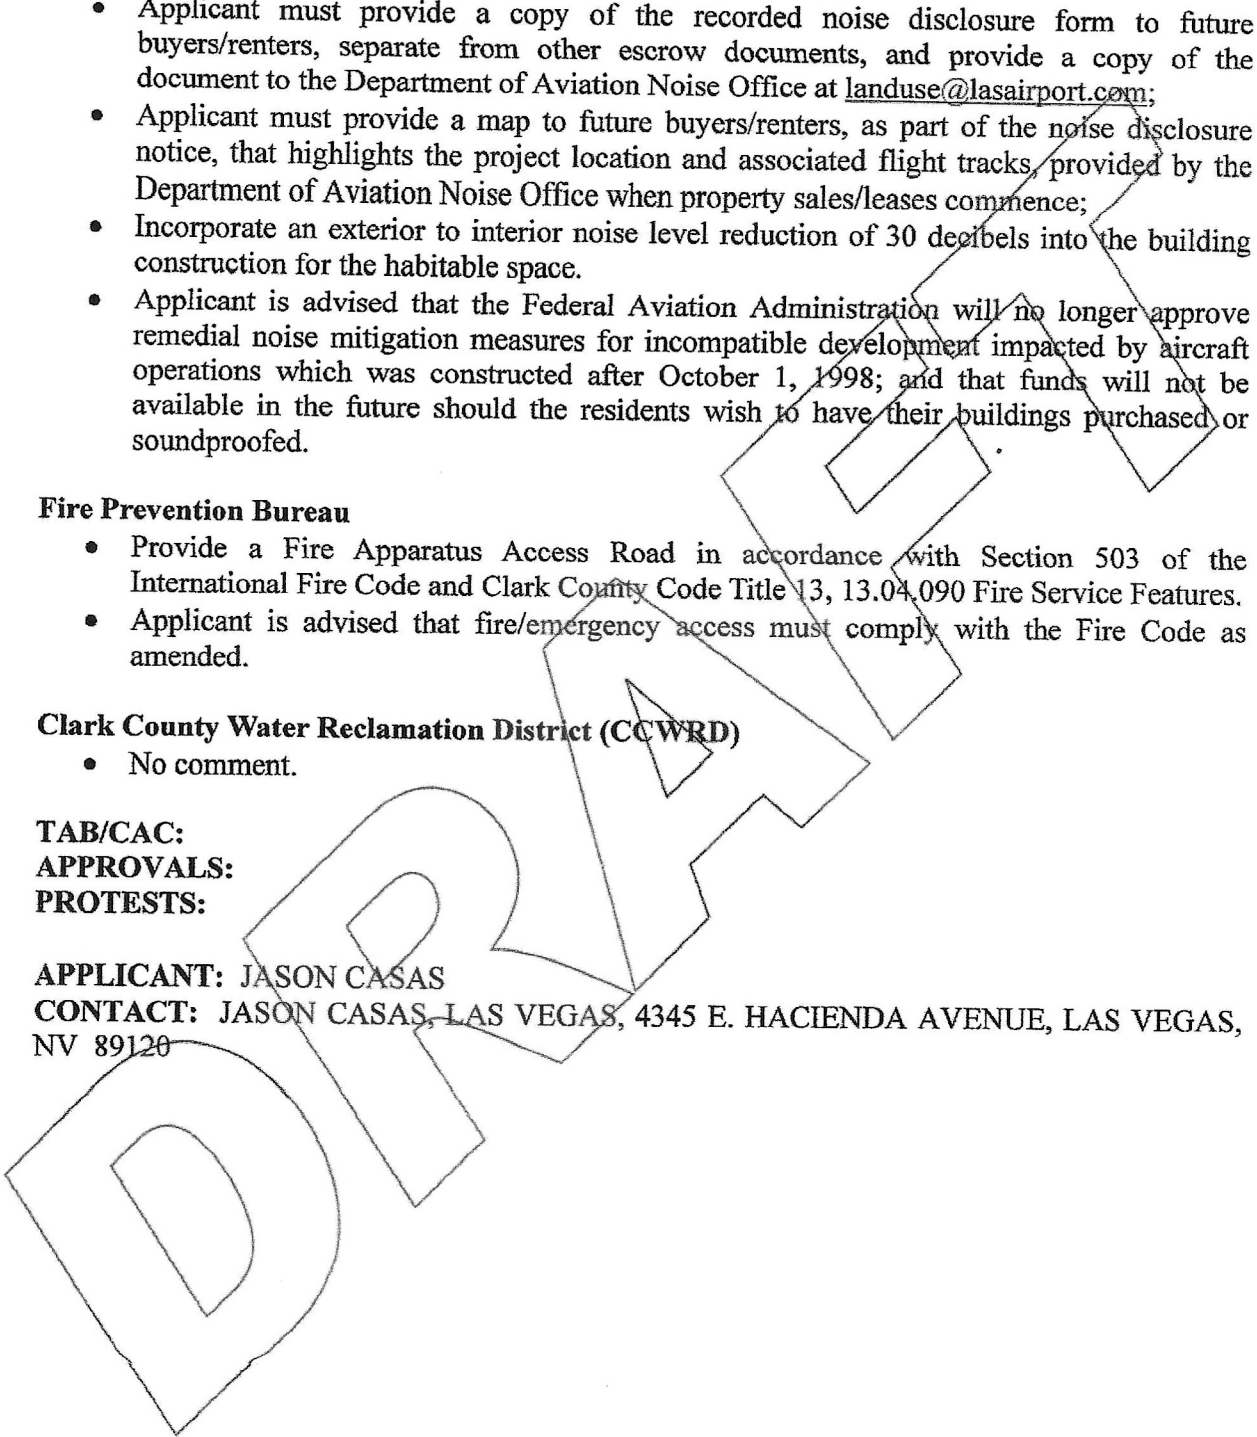 • Applicant must provide a copy of the recorded noise disclosure form to future
buyers/renters, separate from other escrow documents, and provide a copy of the
document to the Department of Aviation Noise Office at landuse@lasairport.com;
• Applicant must provide a map to future buyers/renters, as part of the noise disclosure
notice, that highlights the project location and associated flight tracks, provided by the
Department of Aviation Noise Office when property sales/leases commence;
• Incorporate an exterior to interior noise level reduction of 30 decibels into the building
construction for the habitable space.
• Applicant is advised that the Federal Aviation Administration will no longer approve
remedial noise mitigation measures for incompatible development impacted by aircraft
operations which was constructed after October 1, 1998; and that funds will not be
available in the future should the residents wish to have their buildings purchased or
soundproofed.
Fire Prevention Bureau
• Provide a Fire Apparatus Access Road in accordance with Section 503 of the
International Fire Code and Clark County Code Title 13, 13.04.090 Fire Service Features.
• Applicant is advised that fire/emergency access must comply with the Fire Code as
amended.
Clark County Water Reclamation District (CCWRD)
• No comment.
TAB/CAC:
APPROVALS:
PROTESTS:
APPLICANT: JASON CASAS
CONTACT: JASON CASAS, LAS VEGAS, 4345 E. HACIENDA AVENUE, LAS VEGAS,
NV 89120
DRAFT